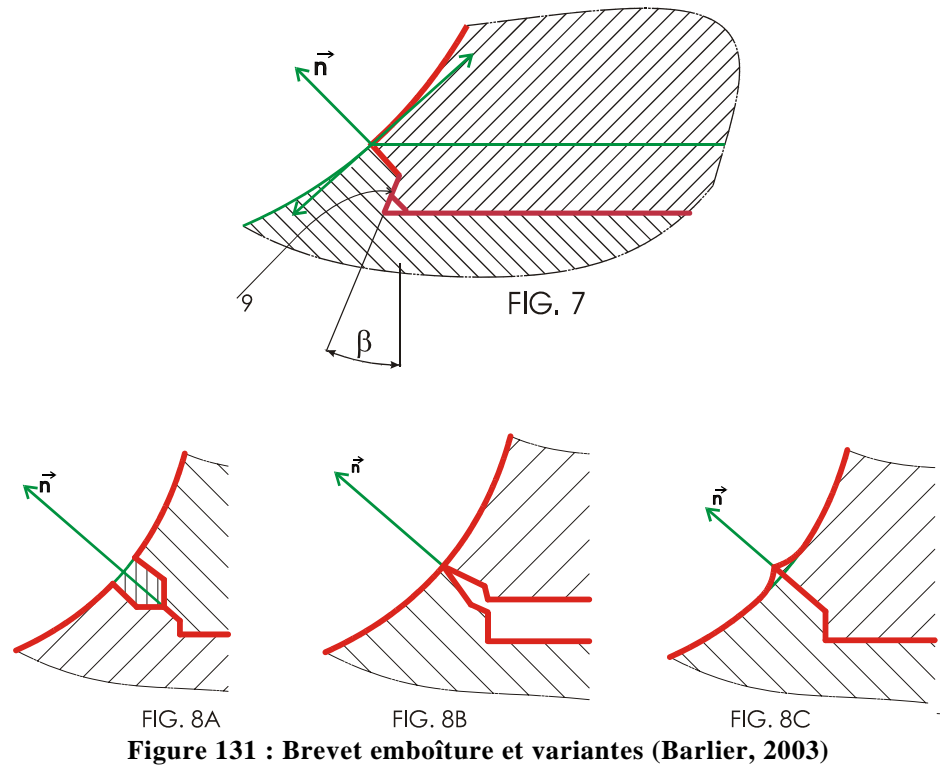 n
9
β
FIG. 7
n
n
n
FIG. 8A
FIG. 8B
FIG. 8C
Figure 131 : Brevet emboîture et variantes (Barlier, 2003)